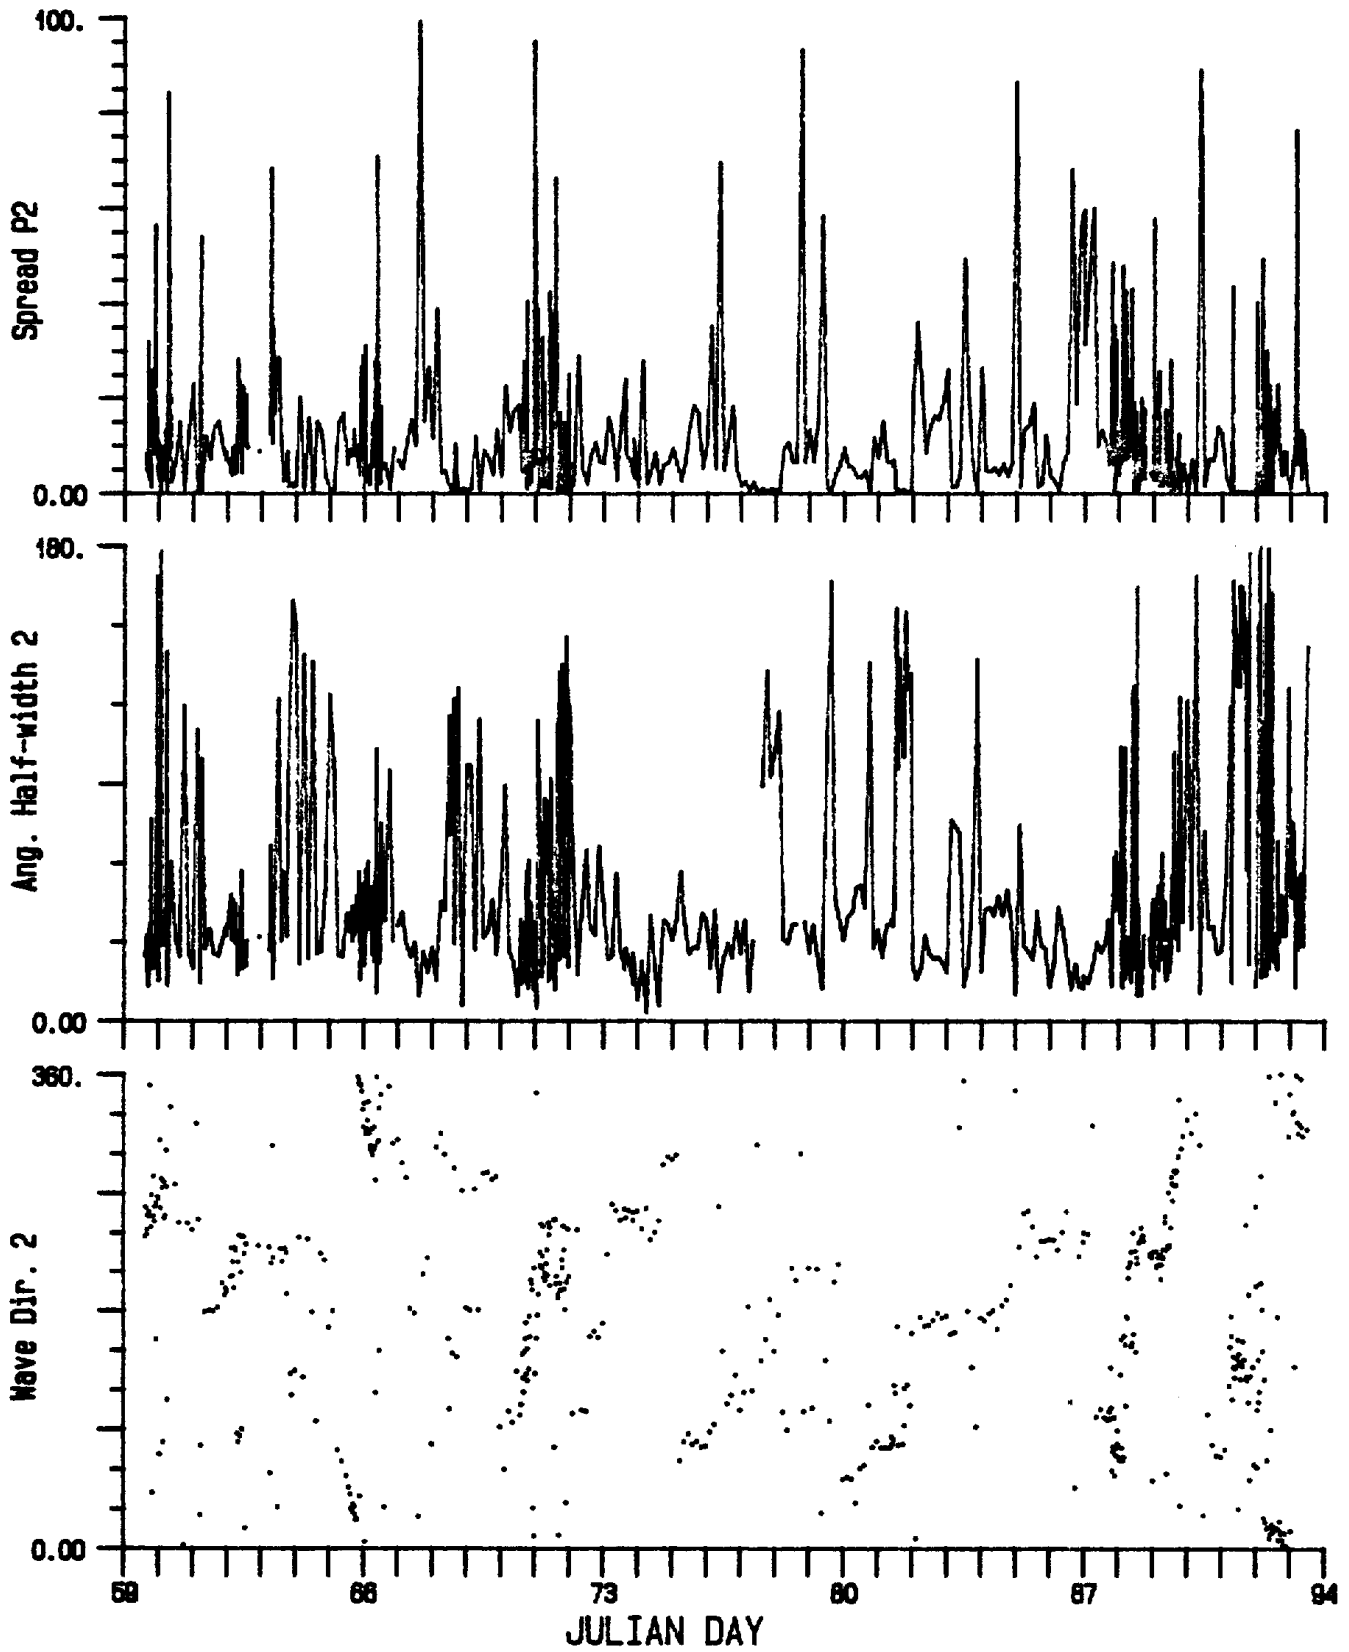 100.
Spread P2
0.00
180.
Ang. Half-width 2
0.00
360.
Wave Dir. 2
0.00
59 66 73 80 87 94
JULIAN DAY